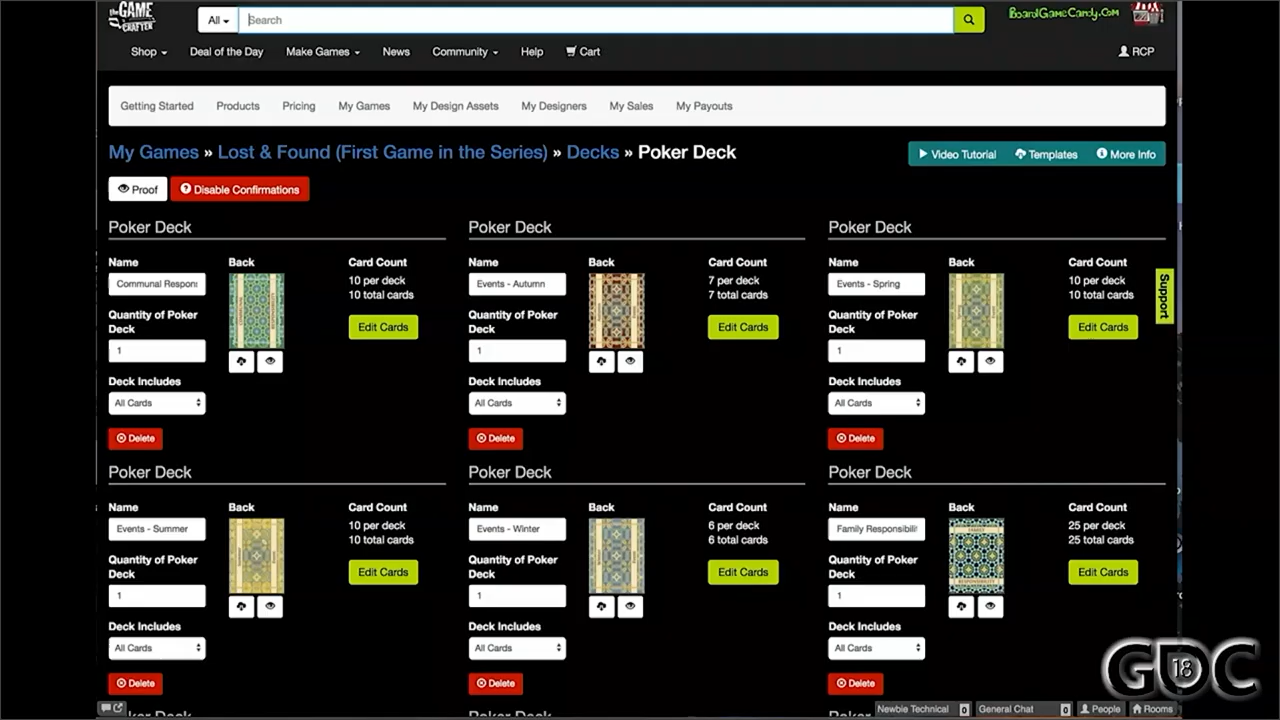 the GAME CRAFTER
All
Search
BoardGameCandy.Com
Shop Deal of the Day Make Games News Community Help Cart RCP
Getting Started Products Pricing My Games My Design Assets My Designers My Sales My Payouts
My Games » Lost & Found (First Game in the Series) » Decks » Poker Deck
Video Tutorial Templates More Info
Proof Disable Confirmations
Poker Deck Poker Deck Poker Deck
Name Back Card Count Name Back Card Count Name Back Card Count
Communal Respons 10 per deck Events - Autumn 7 per deck Events - Spring 10 per deck
10 total cards 7 total cards 10 total cards
Quantity of Poker Deck Edit Cards Quantity of Poker Deck Edit Cards Quantity of Poker Deck Edit Cards
Support
1 1 1
Deck Includes Deck Includes Deck Includes
All Cards All Cards All Cards
Delete Delete Delete
Poker Deck Poker Deck Poker Deck
Name Back Card Count Name Back Card Count Name Back Card Count
Events - Summer 10 per deck Events - Winter 6 per deck Family Responsibilit FAMILY 25 per deck
10 total cards 6 total cards 25 total cards
Quantity of Poker Deck Edit Cards Quantity of Poker Deck Edit Cards Quantity of Poker Deck RESPONSIBILITY Edit Cards
1 1 1
Deck Includes Deck Includes Deck Includes
All Cards All Cards All Cards
Delete Delete Delete
GDC 18
Newbie Technical 0 General Chat 0 People Rooms